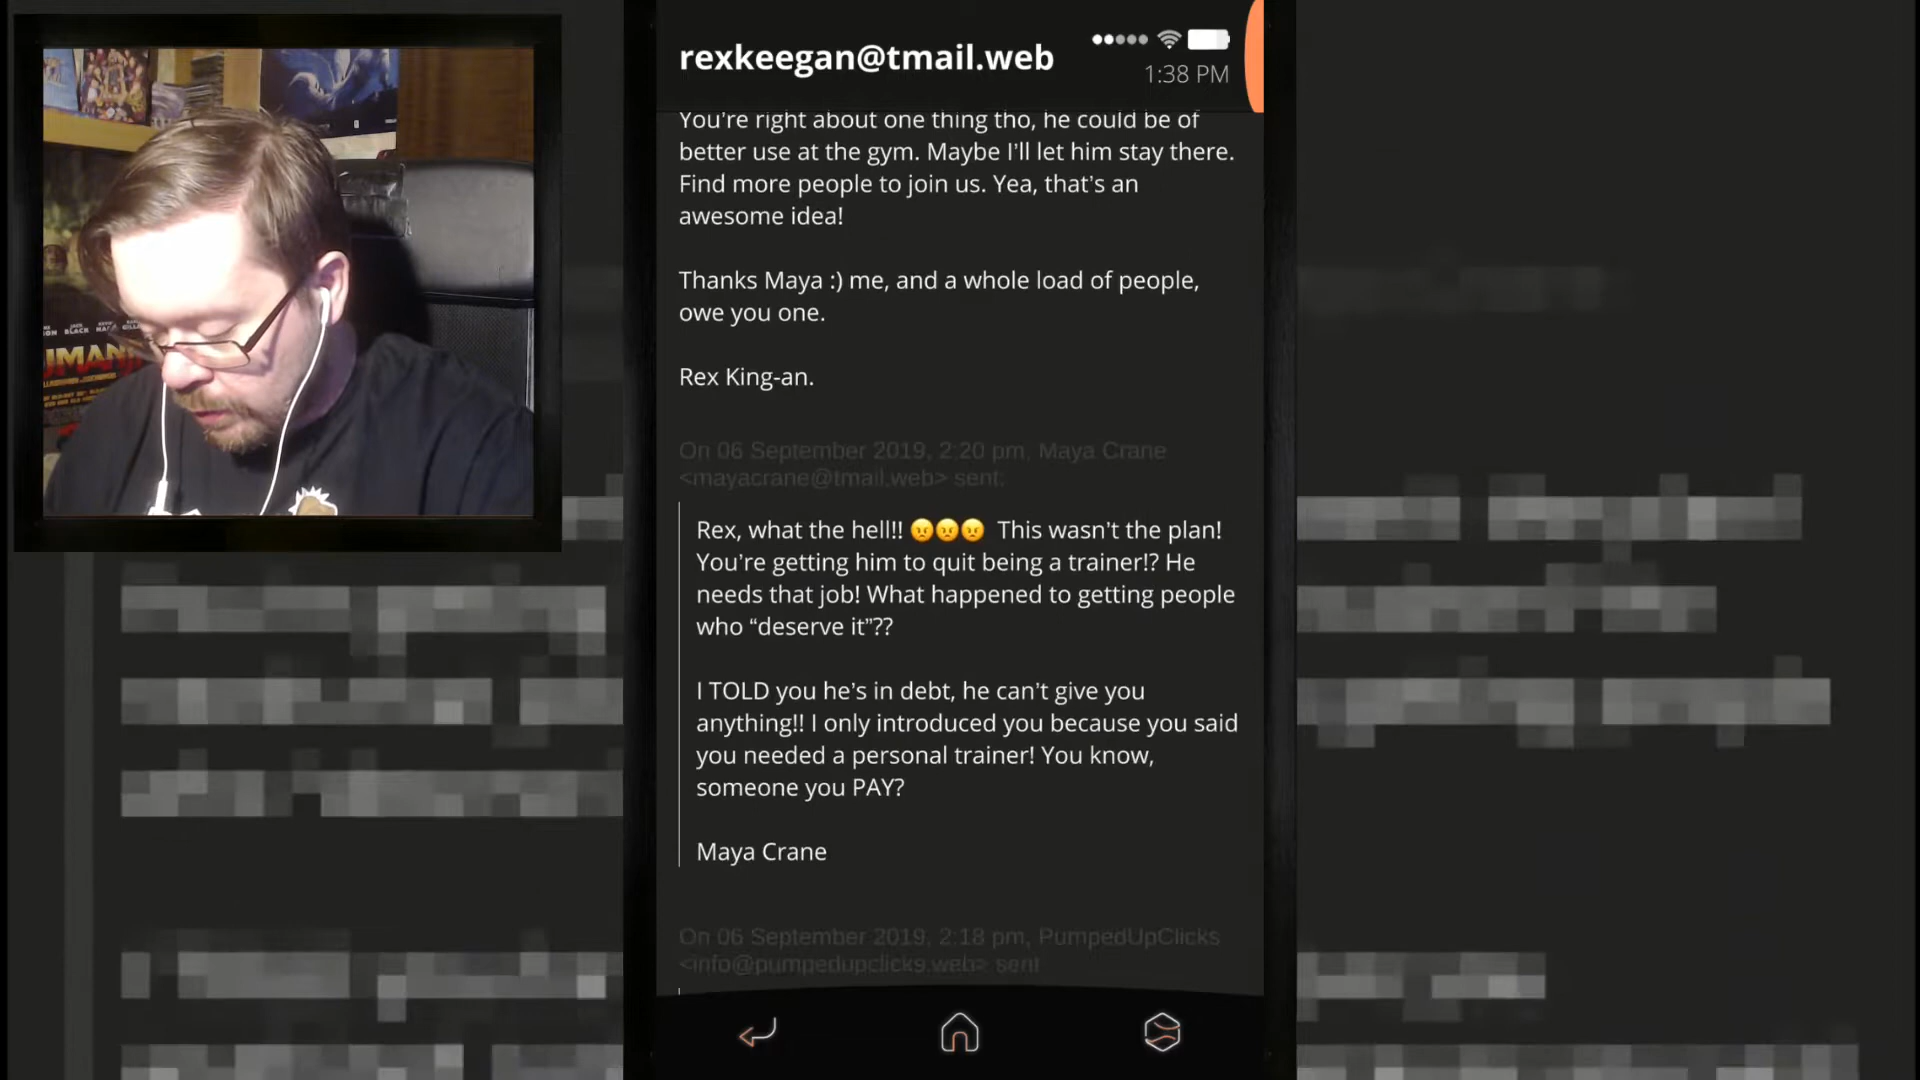 rexkeegan@tmail.web
1:38 PM
You're right about one thing tho, he could be of
better use at the gym. Maybe I'll let him stay there.
Find more people to join us. Yea, that's an
awesome idea!
Thanks Maya :) me, and a whole load of people,
owe you one.
Rex King-an.
On 06 September 2019, 2:20 pm, Maya Crane
<mayacrane@tmail.web> sent.
Rex, what the hell!! 😠😠😠 This wasn't the plan!
You're getting him to quit being a trainer!? He
needs that job! What happened to getting people
who “deserve it”??
I TOLD you he's in debt, he can't give you
anything!! I only introduced you because you said
you needed a personal trainer! You know,
someone you PAY?
Maya Crane
On 06 September 2019, 2:18 pm, PumpedUpClicks
<info@pumpedupclicks.web> sent
JACK BLACK
UMAN